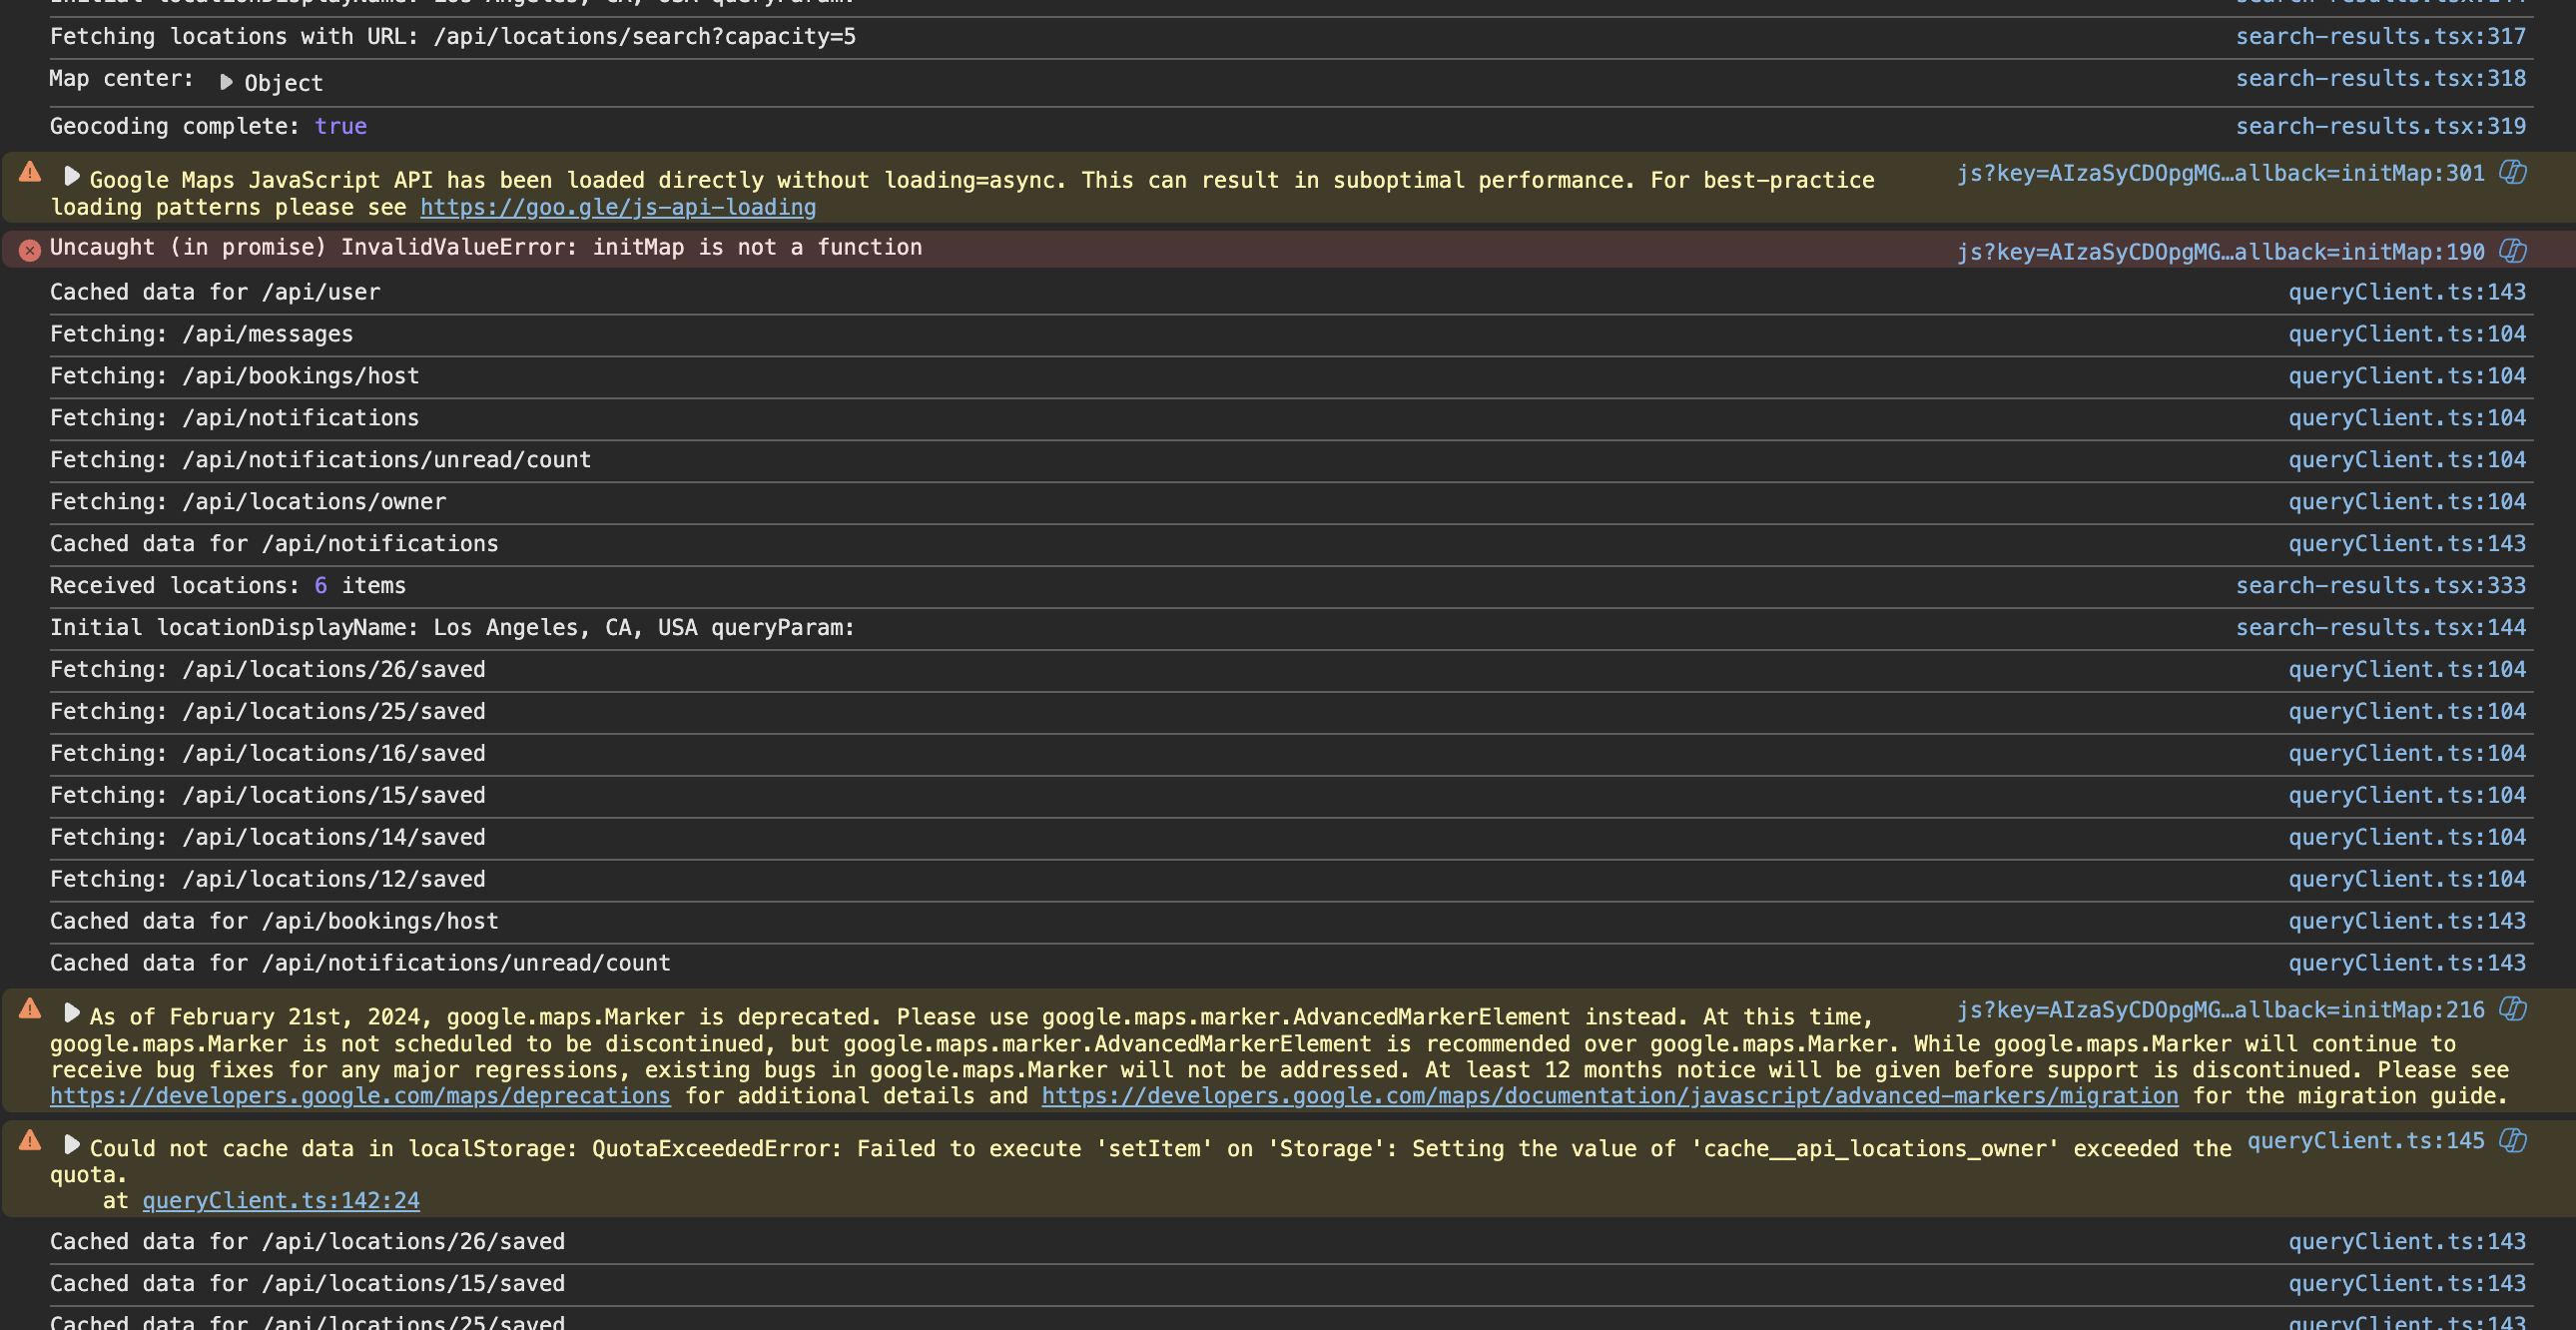 Initial locationDisplayName: Los Angeles, CA, USA queryParam: search-results.tsx:144
Fetching locations with URL: /api/locations/search?capacity=5 search-results.tsx:317
Map center: Object search-results.tsx:318
Geocoding complete: true search-results.tsx:319
Google Maps JavaScript API has been loaded directly without loading=async. This can result in suboptimal performance. For best-practice js?key=AIzaSyCDOpgMG…allback=initMap:301
loading patterns please see https://goo.gle/js-api-loading
Uncaught (in promise) InvalidValueError: initMap is not a function js?key=AIzaSyCDOpgMG…allback=initMap:190
Cached data for /api/user queryClient.ts:143
Fetching: /api/messages queryClient.ts:104
Fetching: /api/bookings/host queryClient.ts:104
Fetching: /api/notifications queryClient.ts:104
Fetching: /api/notifications/unread/count queryClient.ts:104
Fetching: /api/locations/owner queryClient.ts:104
Cached data for /api/notifications queryClient.ts:143
Received locations: 6 items search-results.tsx:333
Initial locationDisplayName: Los Angeles, CA, USA queryParam: search-results.tsx:144
Fetching: /api/locations/26/saved queryClient.ts:104
Fetching: /api/locations/25/saved queryClient.ts:104
Fetching: /api/locations/16/saved queryClient.ts:104
Fetching: /api/locations/15/saved queryClient.ts:104
Fetching: /api/locations/14/saved queryClient.ts:104
Fetching: /api/locations/12/saved queryClient.ts:104
Cached data for /api/bookings/host queryClient.ts:143
Cached data for /api/notifications/unread/count queryClient.ts:143
As of February 21st, 2024, google.maps.Marker is deprecated. Please use google.maps.marker.AdvancedMarkerElement instead. At this time, js?key=AIzaSyCDOpgMG…allback=initMap:216
google.maps.Marker is not scheduled to be discontinued, but google.maps.marker.AdvancedMarkerElement is recommended over google.maps.Marker. While google.maps.Marker will continue to
receive bug fixes for any major regressions, existing bugs in google.maps.Marker will not be addressed. At least 12 months notice will be given before support is discontinued. Please see
https://developers.google.com/maps/deprecations for additional details and https://developers.google.com/maps/documentation/javascript/advanced-markers/migration for the migration guide.
Could not cache data in localStorage: QuotaExceededError: Failed to execute 'setItem' on 'Storage': Setting the value of 'cache__api_locations_owner' exceeded the queryClient.ts:145
quota.
at queryClient.ts:142:24
Cached data for /api/locations/26/saved queryClient.ts:143
Cached data for /api/locations/15/saved queryClient.ts:143
Cached data for /api/locations/25/saved queryClient.ts:143